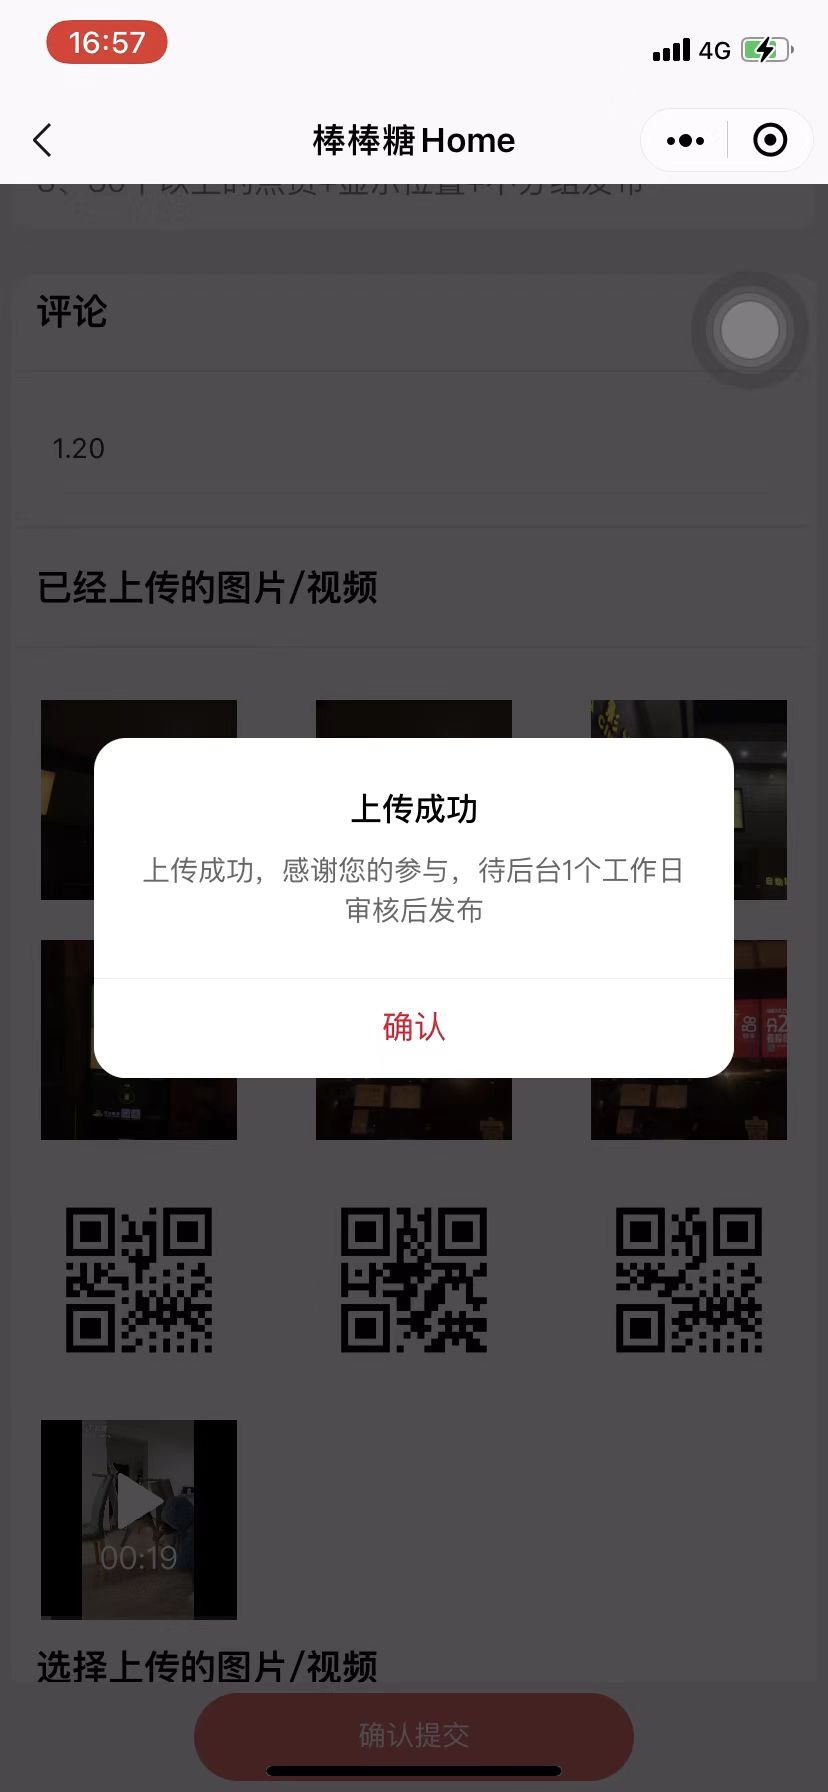 16:57
4G
棒棒糖Home
评论
1.20
已经上传的图片/视频
上传成功
上传成功，感谢您的参与，待后台1个工作日
审核后发布
确认
00:19
选择上传的图片/视频
确认提交